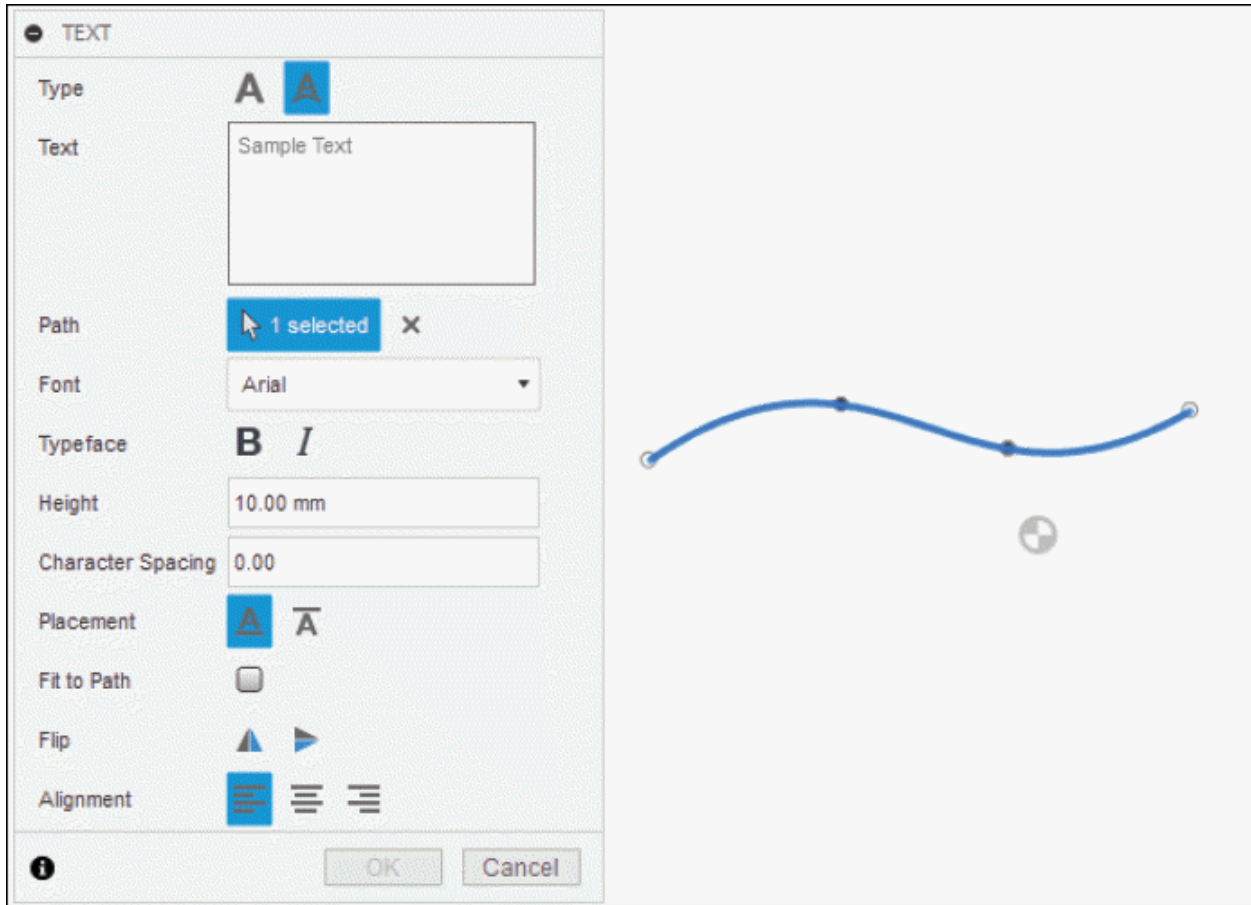 TEXT
Type A A
Text Sample Text
Path 1 selected
Font Arial
Typeface B I
Height 10.00 mm
Character Spacing 0.00
Placement A A
Fit to Path
Flip
Alignment
OK Cancel